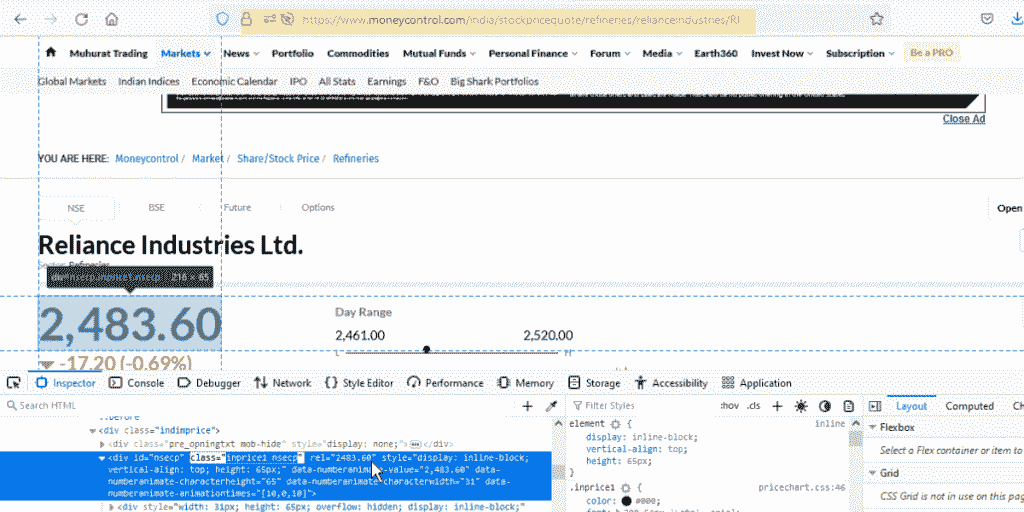 https://www.moneycontrol.com/india/stockpricequote/refineries/relianceindustries/RI
Muhurat Trading Markets News Portfolio Commodities Mutual Funds Personal Finance Forum Media Earth360 Invest Now Subscription Be a PRO
Global Markets Indian Indices Economic Calendar IPO All Stats Earnings F&O Big Shark Portfolios
Close Ad
YOU ARE HERE: Moneycontrol / Market / Share/Stock Price / Refineries
NSE BSE Future Options
Open
Reliance Industries Ltd.
Sector: Refineries
div#nsecp.inprice1.nsecp 216 × 65
2,483.60
Day Range
2,461.00 2,520.00
L H
-17.20 (-0.69%)
Inspector Console Debugger Network Style Editor Performance Memory Storage Accessibility Application
Search HTML
Filter Styles :hov .cls
Layout Computed Ch
::before
<div class="indimprice">
<div class="pre_opningtxt mob-hide" style="display: none;"></div>
<div id="nsecp" class="inprice1 nsecp" rel="2483.60" style="display: inline-block;
vertical-align: top; height: 65px;" data-numberanimate-value="2,483.60" data-
numberanimate-characterheight="65" data-numberanimate-characterwidth="31" data-
numberanimate-animationtimes="[10,0,10]">
<div style="width: 31px; height: 65px; overflow: hidden; display: inline-block;"
element { inline
display: inline-block;
vertical-align: top;
height: 65px;
}
.inprice1 { pricechart.css:46
color: #000;
Flexbox
Select a Flex container or item to
Grid
CSS Grid is not in use on this pag